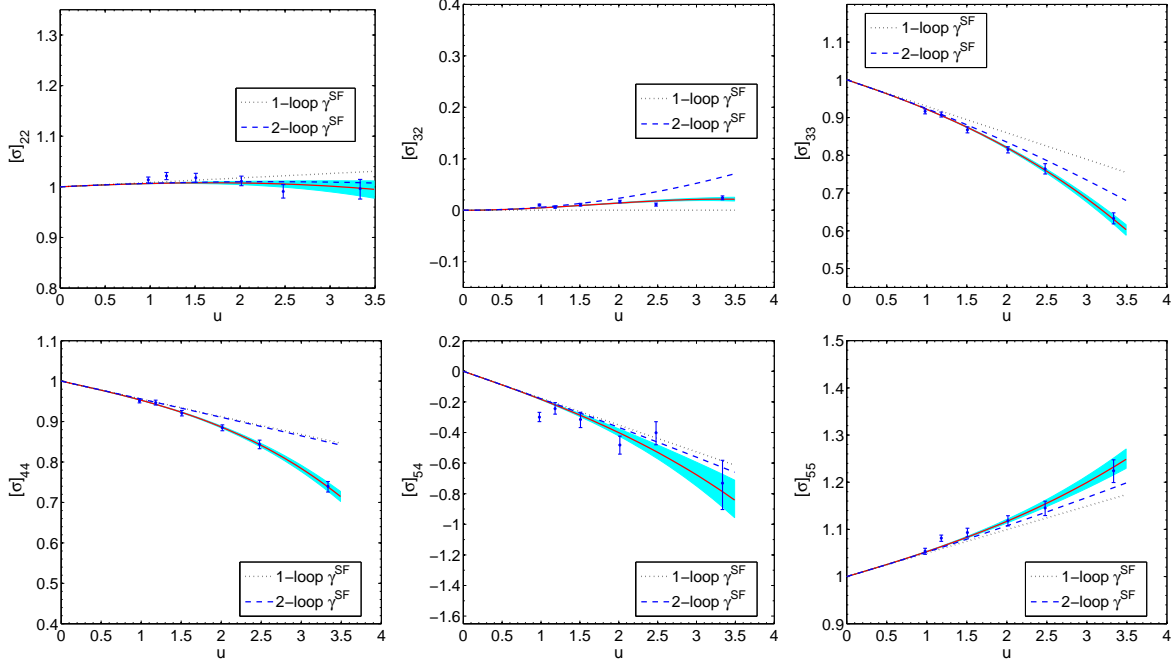 1.3
1.2
1.1
1
0.9
0.8
[σ]22
1−loop γSF
2−loop γSF
0 0.5 1 1.5 2 2.5 3 3.5
u
0.4
0.3
0.2
0.1
0
−0.1
[σ]32
1−loop γSF
2−loop γSF
0 0.5 1 1.5 2 2.5 3 3.5 4
u
1.1
1
0.9
0.8
0.7
0.6
0.5
[σ]33
1−loop γSF
2−loop γSF
0 0.5 1 1.5 2 2.5 3 3.5 4
u
1.1
1
0.9
0.8
0.7
0.6
0.5
0.4
[σ]44
1−loop γSF
2−loop γSF
0 0.5 1 1.5 2 2.5 3 3.5 4
u
0.2
0
−0.2
−0.4
−0.6
−0.8
−1
−1.2
−1.4
−1.6
[σ]54
1−loop γSF
2−loop γSF
0 0.5 1 1.5 2 2.5 3 3.5 4
u
1.5
1.4
1.3
1.2
1.1
1
0.9
[σ]55
1−loop γSF
2−loop γSF
0 0.5 1 1.5 2 2.5 3 3.5 4
u